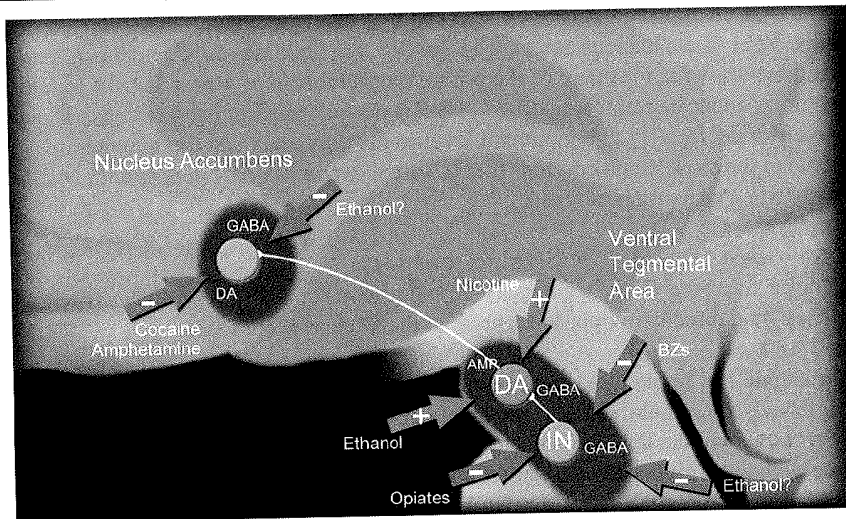 Nucleus Accumbens
−
Ethanol?
GABA
DA
−
Cocaine
Amphetamine
Ventral
Tegmental
Area
Nicotine
+
−
BZs
AMP
DA
GABA
+
Ethanol
IN
GABA
−
Opiates
−
Ethanol?